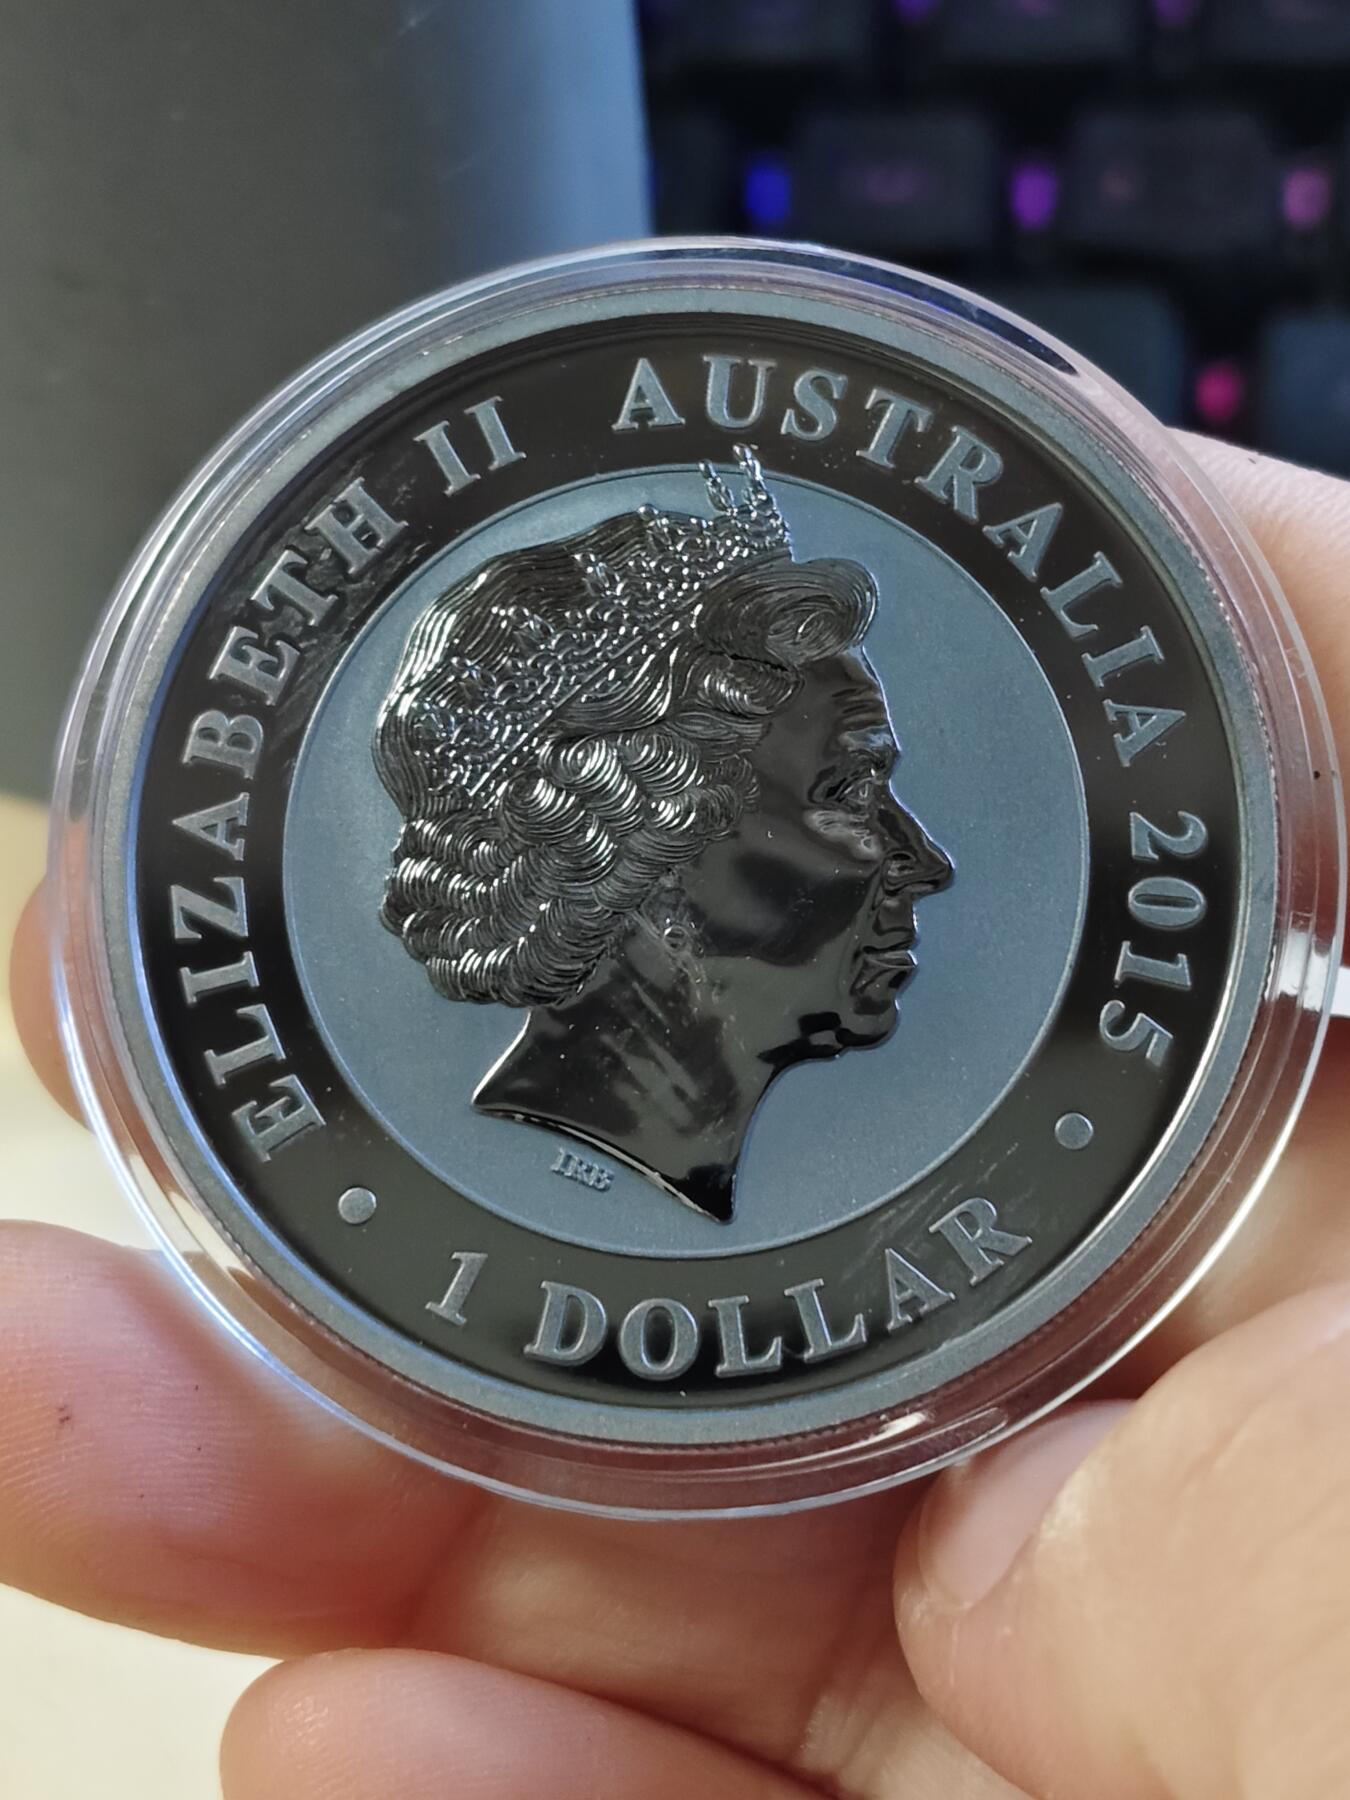 ELIZABETH II AUSTRALIA 2015
1 DOLLAR
IRB